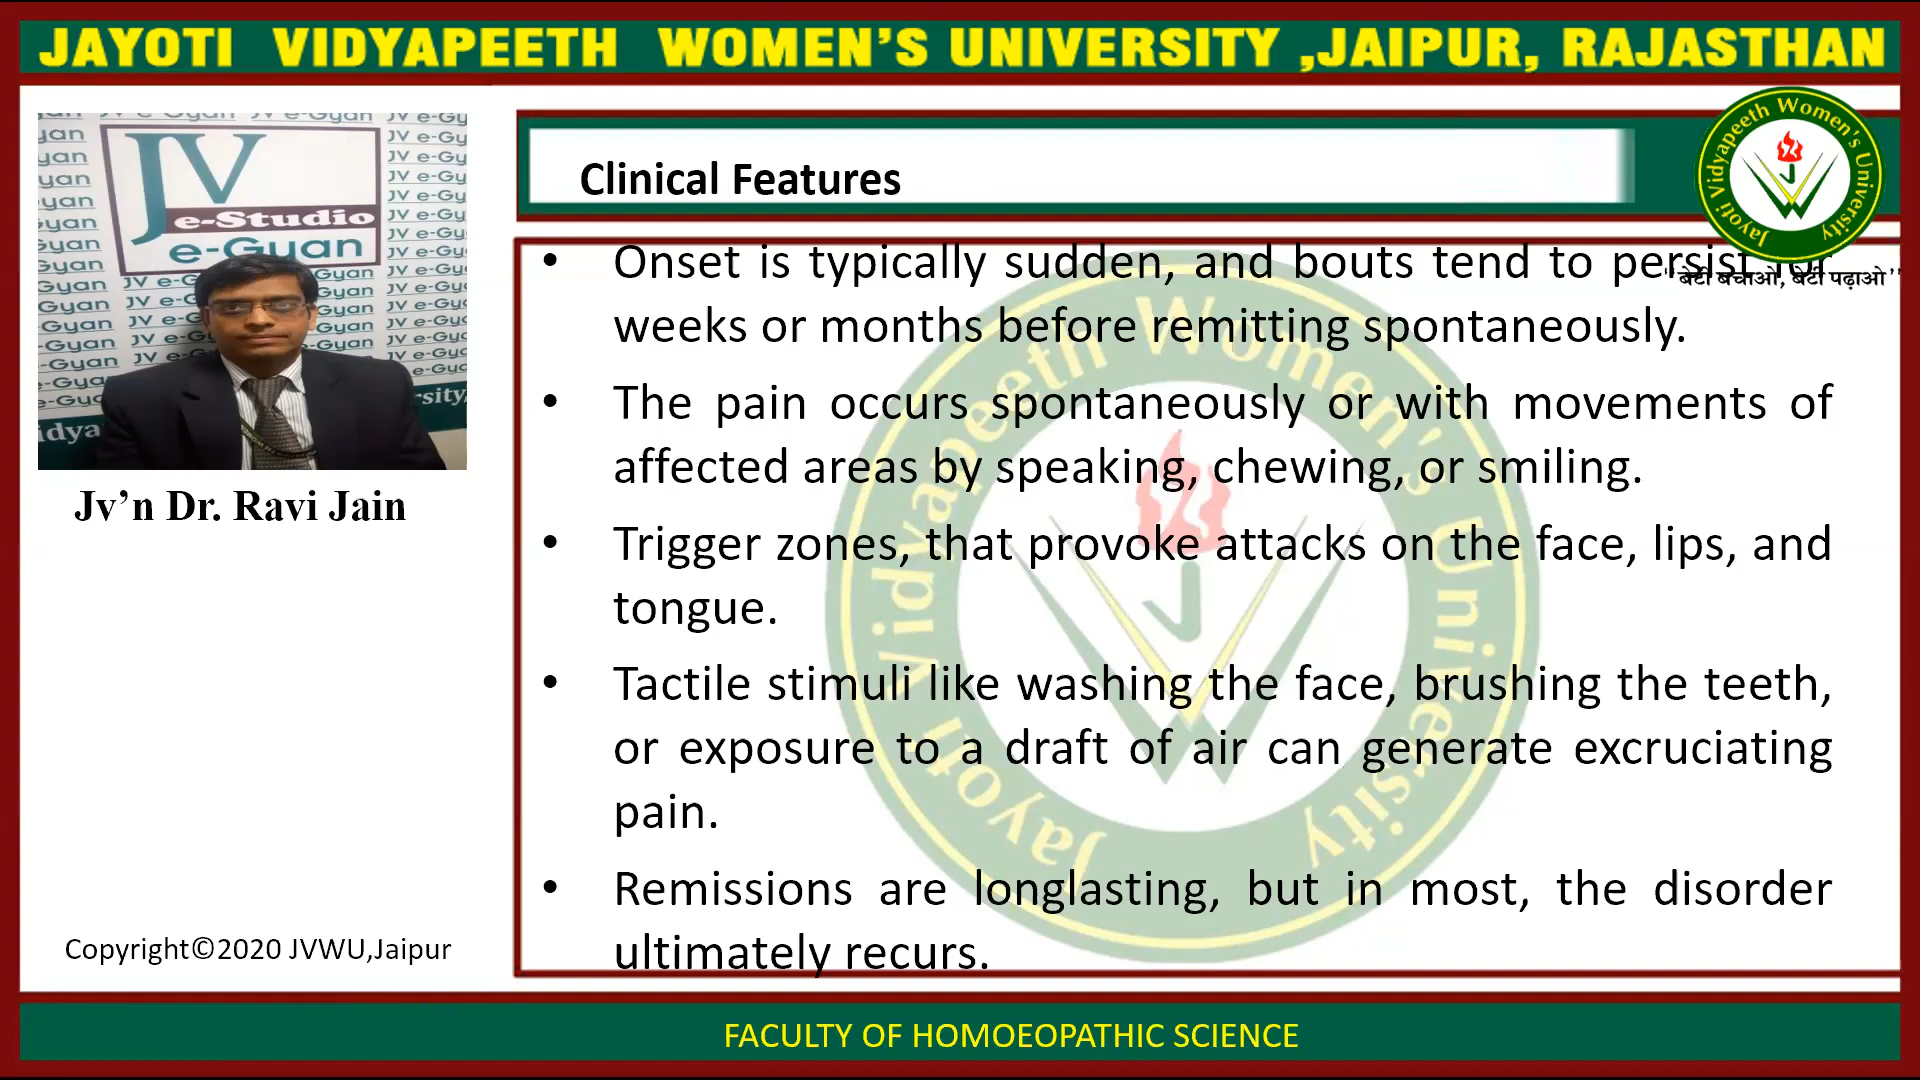 JAYOTI VIDYAPEETH WOMEN'S UNIVERSITY ,JAIPUR, RAJASTHAN
JV
e-Studio
e-Gyan
Jv'n Dr. Ravi Jain
Copyright©2020 JVWU,Jaipur
Clinical Features
Jayoti Vidyapeeth Women's University
"बेटी बचाओ, बेटी पढ़ाओ"
• Onset is typically sudden, and bouts tend to persist for
weeks or months before remitting spontaneously.
• The pain occurs spontaneously or with movements of
affected areas by speaking, chewing, or smiling.
• Trigger zones, that provoke attacks on the face, lips, and
tongue.
• Tactile stimuli like washing the face, brushing the teeth,
or exposure to a draft of air can generate excruciating
pain.
• Remissions are longlasting, but in most, the disorder
ultimately recurs.
Jayoti Vidyapeeth Women's University
FACULTY OF HOMOEOPATHIC SCIENCE